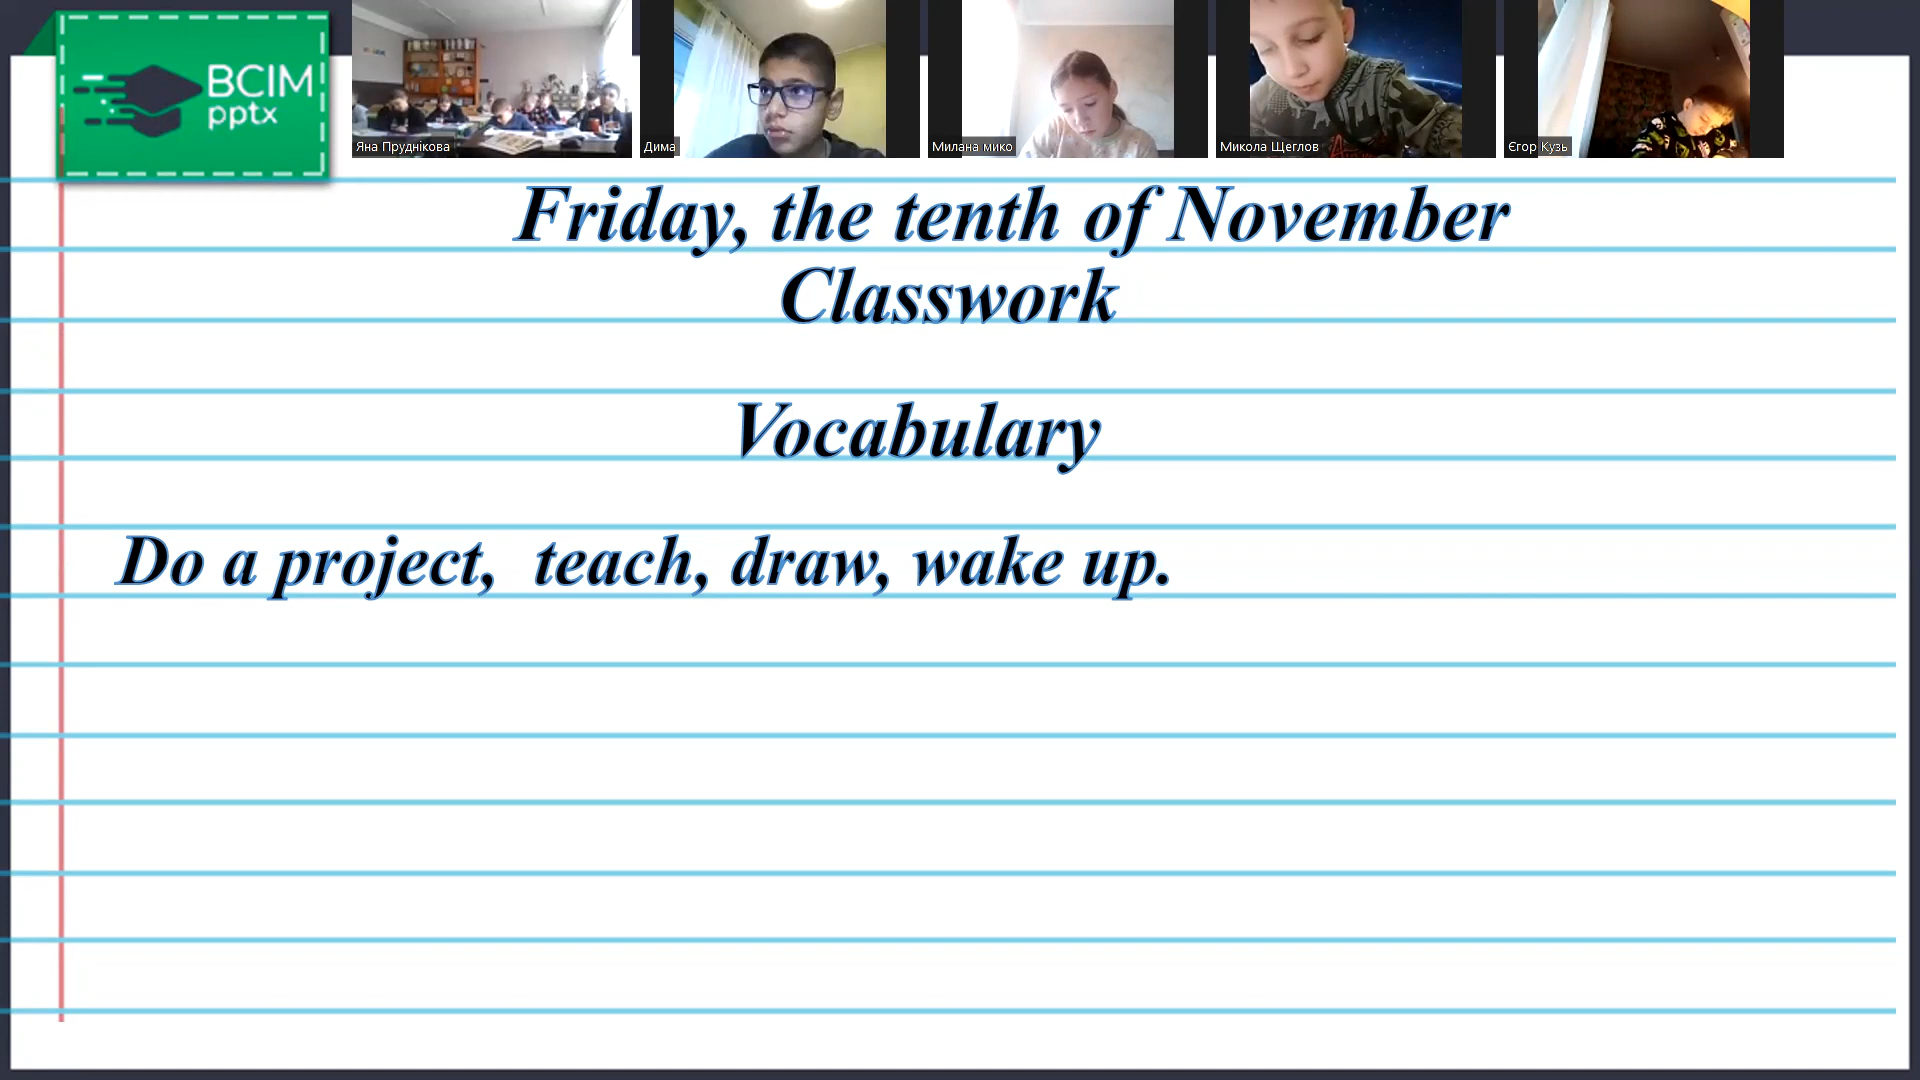 ВСІМ
pptx
Яна Пруднікова
Дима
Милана мико
Микола Щеглов
Єгор Кузь
Friday, the tenth of November
Classwork
Vocabulary
Do a project,  teach, draw, wake up.